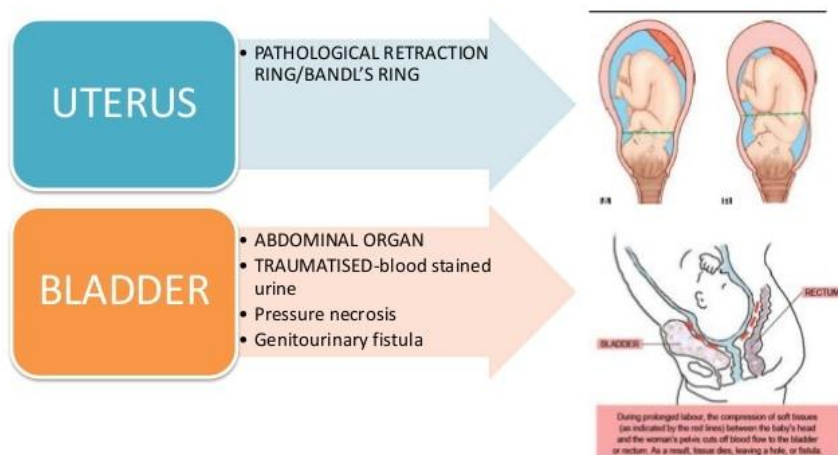 UTERUS
• PATHOLOGICAL RETRACTION
RING/BANDL'S RING
BLADDER
• ABDOMINAL ORGAN
• TRAUMATISED-blood stained
urine
• Pressure necrosis
• Genitourinary fistula
RECTUM
BLADDER
During prolonged labour, the compression of soft tissues
(as indicated by the red lines) between the baby's head
and the woman's pelvis cuts off blood flow to the bladder
or rectum. As a result, tissue dies, leaving a hole, or fistula.